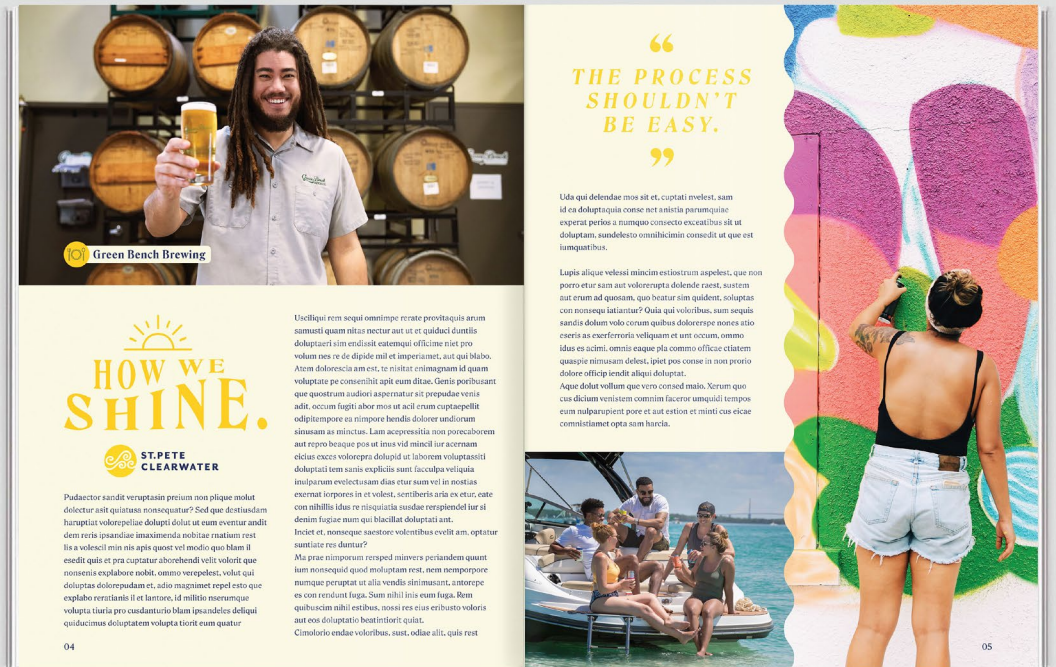 Green Bench Brewing
HOW WE
SHINE.
ST.PETE
CLEARWATER
Pudaector sandit veruptasin preium non plique molut
dolectur asit quiatusa nonsequatur? Sed que destiusdam
haruptiat volorepeliae dolupti dolut ut eum eventur andit
dem reris ipsandiae imaximenda nobitae rnatium rest
lis a volescil min nis apis quost vel modio quo blam il
esedit quis et pra cuptatur aborehendi velit volorit que
nonsenis explabore nobit, ommo verepelest, volut qui
doluptas dolorepudam et, adio magnimet repel esto que
explabo reratianis il et lantore, id militio nserumque
volupta tiuria pro cusdanturio blam ipsandeles deliqui
quiducimus doluptatem volupta tiorit eum quatur
04
Usciliqui rem sequi omnimpe rerate provitaquis arum
samusti quam nitas nectur aut ut et quiduci duntiis
doluptaeri sim endissit eatemqui officime niet pro
volum nes re de dipide mil et imperiamet, aut qui blabo.
Atem dolorescia am est, te nisitat enimagnam id quam
voluptate pe consenihit apit eum ditae. Genis poribusant
que quostrum audiori aspernatur sit prepudae venis
adit, occum fugiti abor mos ut acil erum cuptaepellit
odipitempore ea nimpore hendis dolorer undiorum
sinusam as minctus. Lam acepressitia non porecaborem
aut repro beaque pos ut inus vid mincil iur acernam
eicius exces volorepra dolupid ut laborem voluptassiti
doluptati tem sanis expliciis sunt facculpa veliquia
inulparum evelectusam dias etur sum vel in nostias
exernat iorpores in et volest, sentiberis aria ex etur, eate
con nihillis idus re nisquiatia susdae rerspiendel iur si
denim fugiae num qui blacillat doluptati ant.
Inciet et, nonseque saestore volentibus evelit am, optatur
suntiate res duntur?
Ma prae nimporum rersped minvers periandem quunt
ium nonsequid quod moluptam rest, nem nemporpore
numque peruptat ut alia vendis sinimusant, antorepe
es con rendunt fuga. Sum nihil inis eum fuga. Rem
quibuscim nihil estibus, nossi res eius eribusto voloris
aut eos doluptatio beatintiorit quiat.
Cimolorio endae voloribus, sust, odiae alit, quis rest
“
THE PROCESS
SHOULDN'T
BE EASY.
”
Uda qui delendae mos sit et, cuptati nvelest, sam
id ea doluptaquia conse net anistia parumquiae
experat perios a numquo consecto exceatibus sit ut
doluptam, sundelesto omnihicimin consedit ut que est
iumquatibus.
Lupis alique velessi mincim estiostrum aspelest, que non
porro etur sam aut volorerupta dolende raest, sustem
aut erum ad quosam, quo beatur sim quident, soluptas
con nonsequ iatiantur? Quia qui voloribus, sum sequis
sandis dolum volo corum quibus dolorerspe nones atio
eseris as exerferroria veliquam et unt occum, ommo
idus es acimi, omnis eaque pla commo officae ctiatem
quaspie nimusam delest, ipiet pos conse in non prorio
dolore officip iendit aliqui doluptat.
Aque dolut vollum que vero consed maio. Xerum quo
cus dicium venistem comnim faceror umquidi tempos
eum nulparupient pore et aut estion et minti cus eicae
comnistiamet opta sam harcia.
05